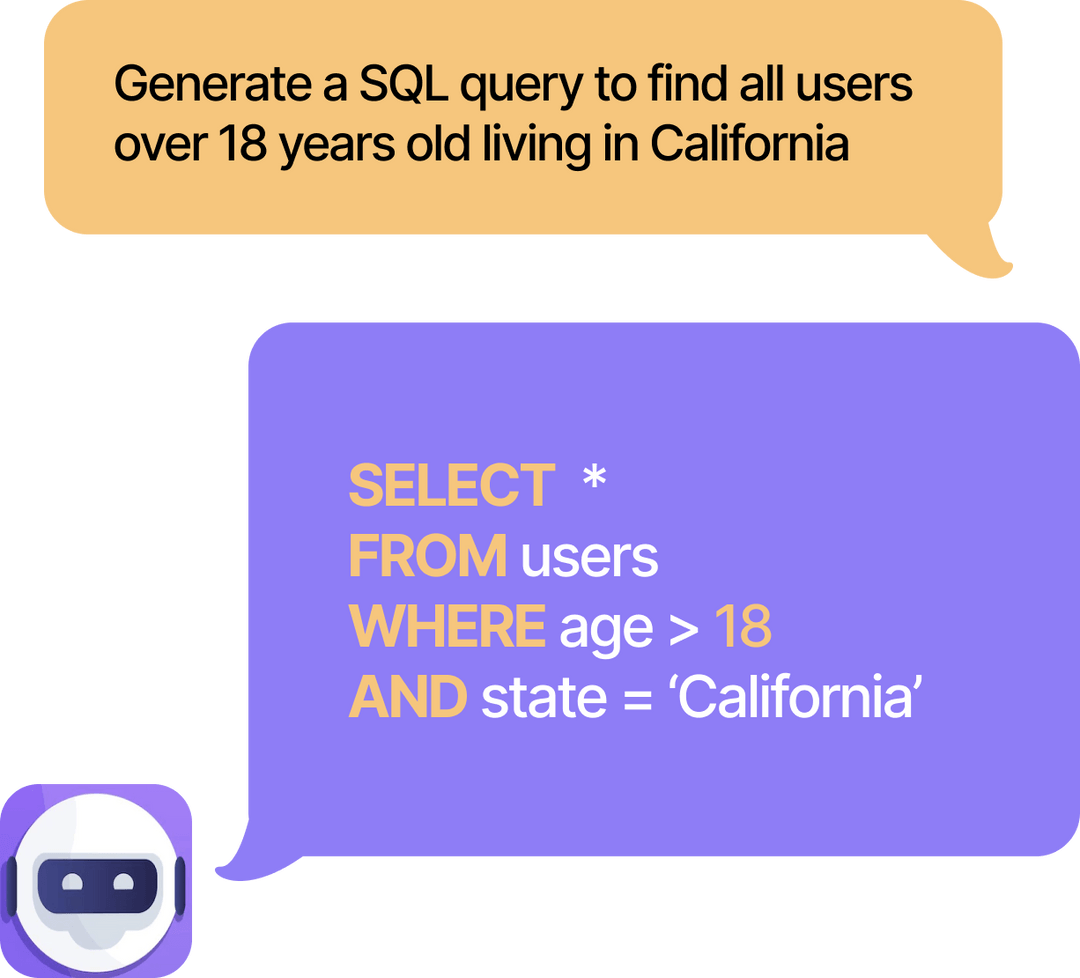 Generate a SQL query to find all users
over 18 years old living in California
SELECT *
FROM users
WHERE age > 18
AND state = ‘California’